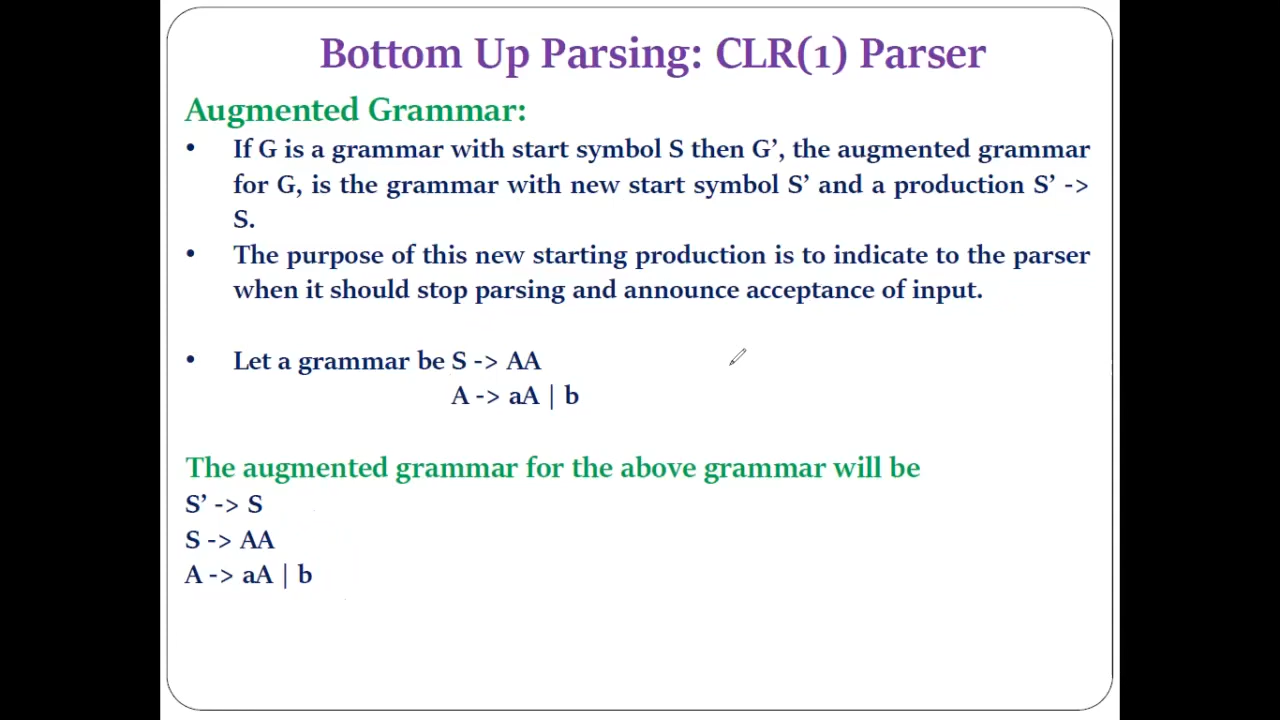 Bottom Up Parsing: CLR(1) Parser
Augmented Grammar:
• If G is a grammar with start symbol S then G’, the augmented grammar
for G, is the grammar with new start symbol S’ and a production S’ ->
S.
• The purpose of this new starting production is to indicate to the parser
when it should stop parsing and announce acceptance of input.
• Let a grammar be S -> AA
A -> aA | b
The augmented grammar for the above grammar will be
S’ -> S
S -> AA
A -> aA | b